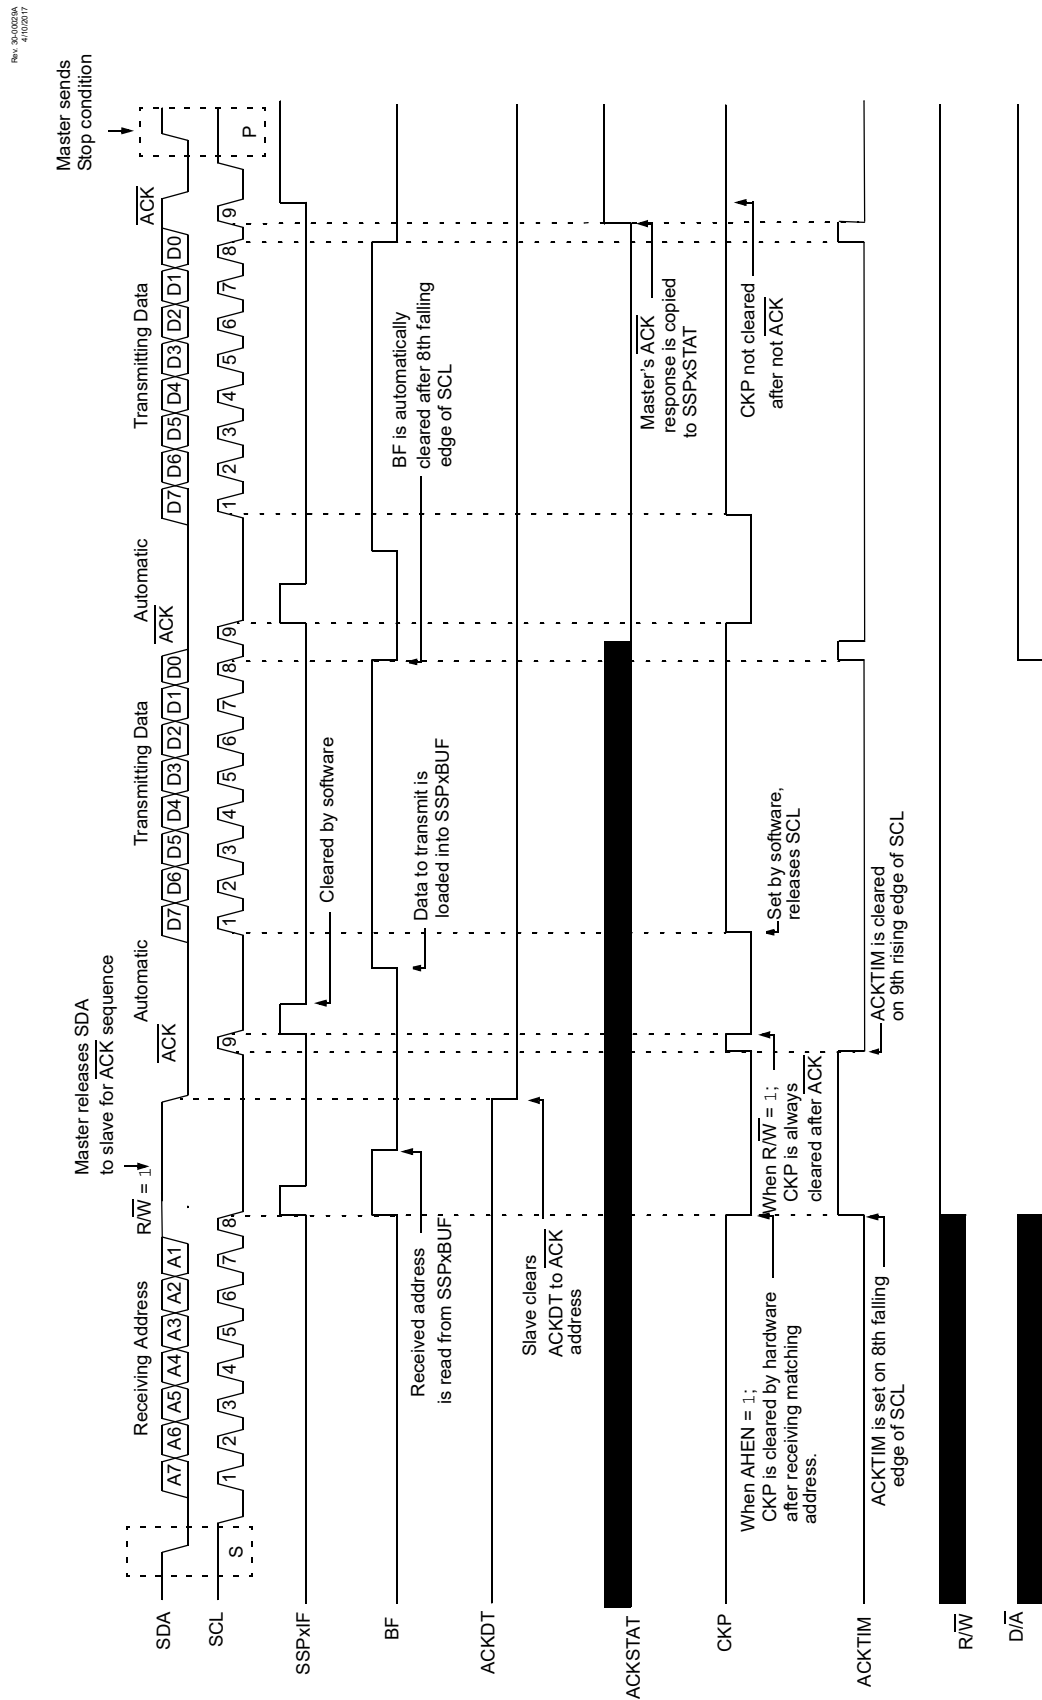 Rev. 30-00029A
4/10/2017
Master sends
Stop condition
Master releases SDA
to slave for ACK sequence
Receiving Address
R/W = 1
ACK
Automatic
Transmitting Data
ACK
Automatic
Transmitting Data
ACK
SDA
A7 A6 A5 A4 A3 A2 A1
D7 D6 D5 D4 D3 D2 D1 D0
D7 D6 D5 D4 D3 D2 D1 D0
SCL
S
1 2 3 4 5 6 7 8 9
1 2 3 4 5 6 7 8 9
1 2 3 4 5 6 7 8 9
P
SSPxIF
Cleared by software
BF
Received address
is read from SSPxBUF
Data to transmit is
loaded into SSPxBUF
BF is automatically
cleared after 8th falling
edge of SCL
ACKDT
Slave clears
ACKDT to ACK
address
ACKSTAT
Master's ACK
response is copied
to SSPxSTAT
CKP
When AHEN = 1;
CKP is cleared by hardware
after receiving matching
address.
When R/W = 1;
CKP is always
cleared after ACK
Set by software,
releases SCL
CKP not cleared
after not ACK
ACKTIM
ACKTIM is set on 8th falling
edge of SCL
ACKTIM is cleared
on 9th rising edge of SCL
R/W
D/A